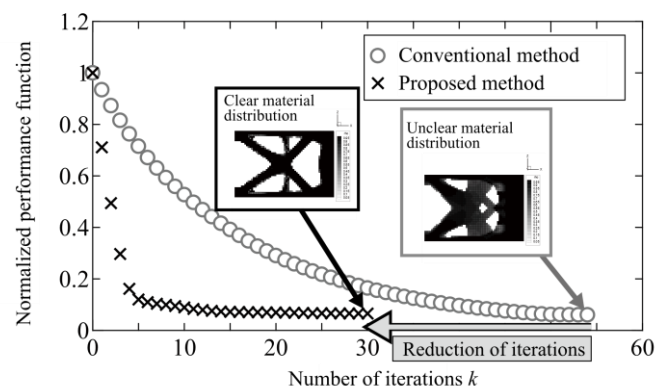 1.2
1
0.8
0.6
0.4
0.2
0
Normalized performance function
Conventional method
Proposed method
Clear material
distribution
Unclear material
distribution
Reduction of iterations
0
10
20
30
40
50
60
Number of iterations k